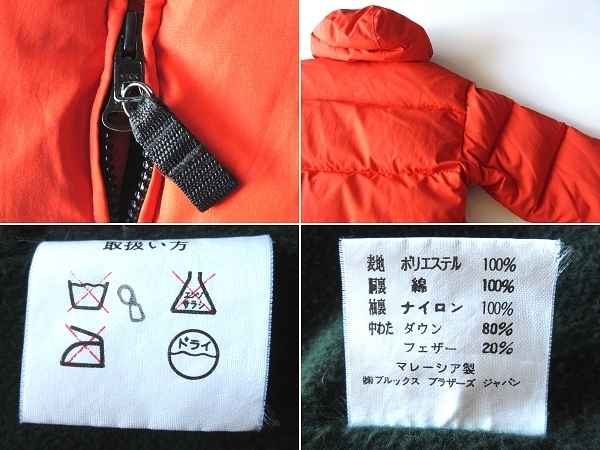 取扱い方
エンソ
サラシ
ドライ
表地 ポリエステル 100%
胴裏 綿 100%
袖裏 ナイロン 100%
中わた ダウン 80%
フェザー 20%
マレーシア製
㈱ブルックス ブラザーズ ジャパン